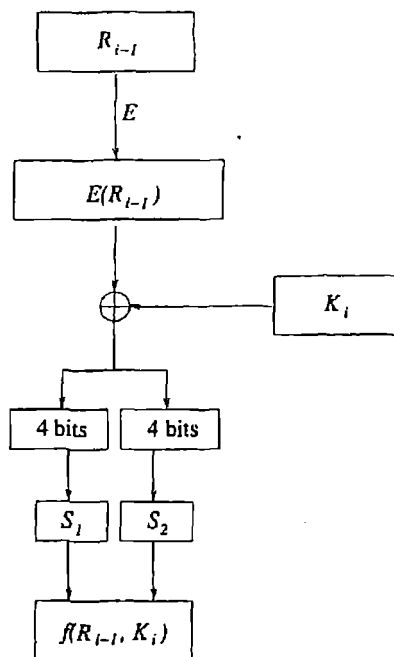 R_{i-1}
E
E(R_{i-1})
K_i
4 bits
4 bits
S_1
S_2
f(R_{i-1}, K_i)